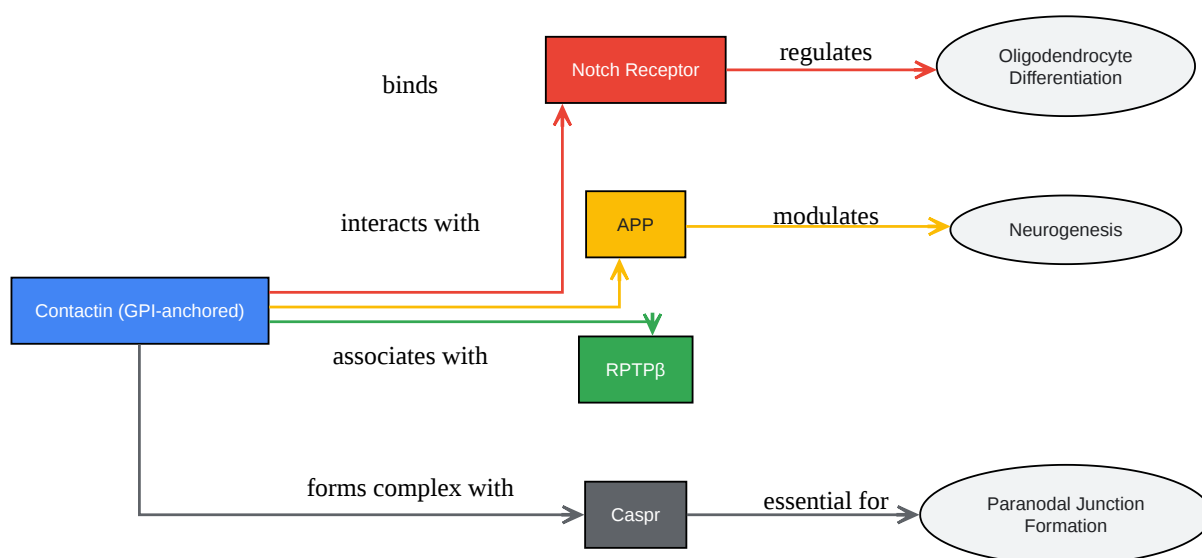 binds
Notch Receptor
regulates
Oligodendrocyte
Differentiation
interacts with
APP
modulates
Neurogenesis
Contactin (GPI-anchored)
associates with
RPTPβ
forms complex with
Caspr
essential for
Paranodal Junction
Formation